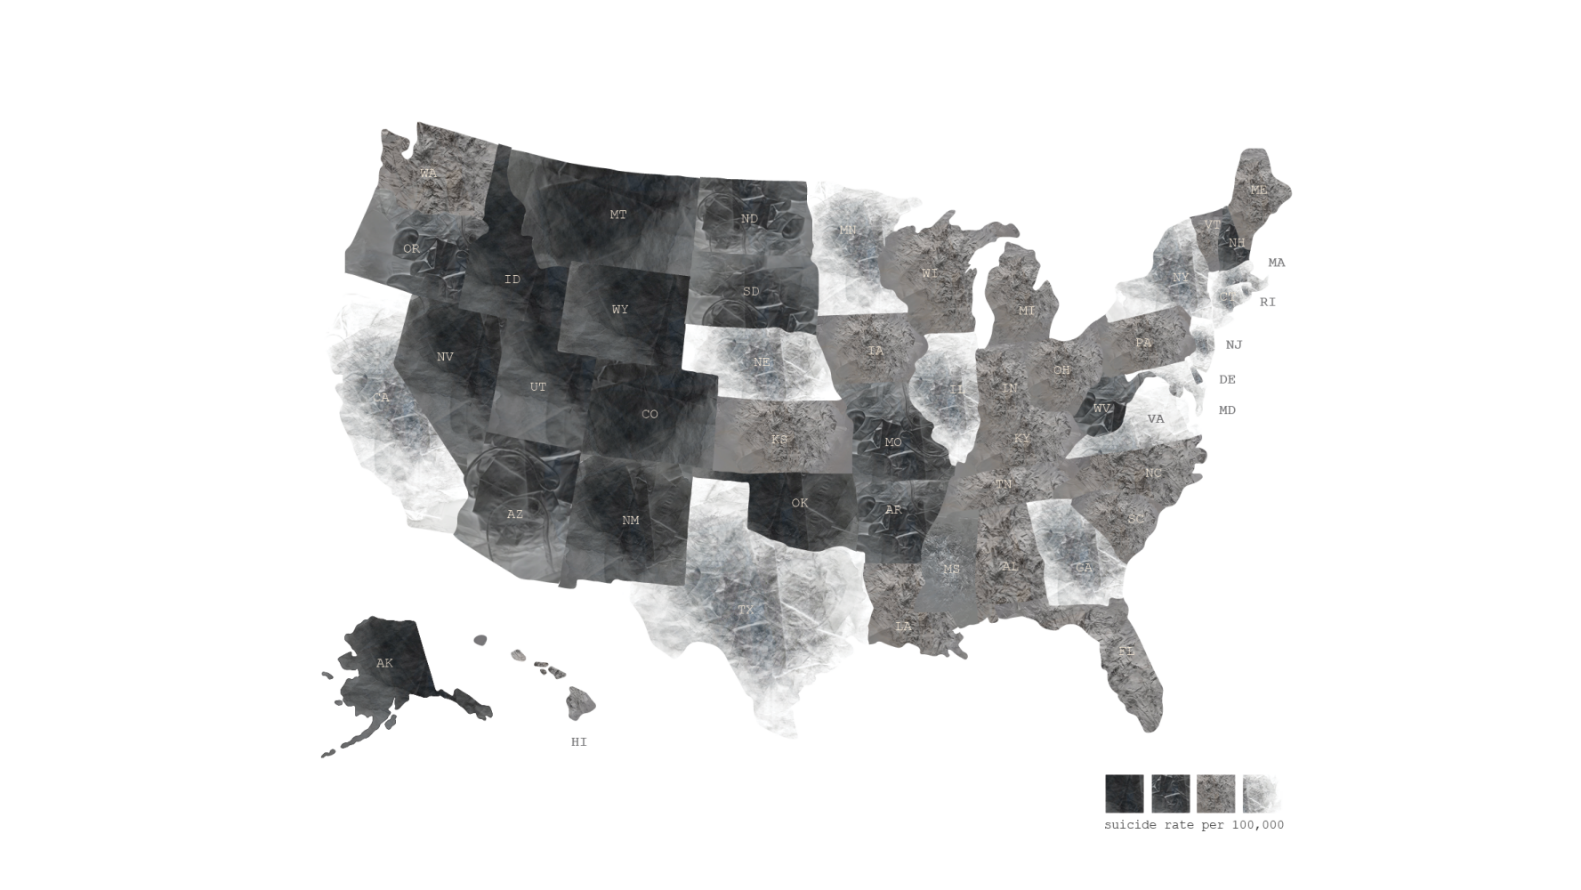 WA
MT
ND
OR
ID
WY
SD
MN
WI
MI
ME
VT
NH
MA
NY
RI
NV
UT
CO
NE
IA
IL
IN
OH
PA
NJ
DE
MD
CA
KS
MO
KY
WV
VA
AZ
NM
OK
AR
TN
NC
SC
TX
LA
MS
AL
GA
FL
AK
HI
suicide rate per 100,000